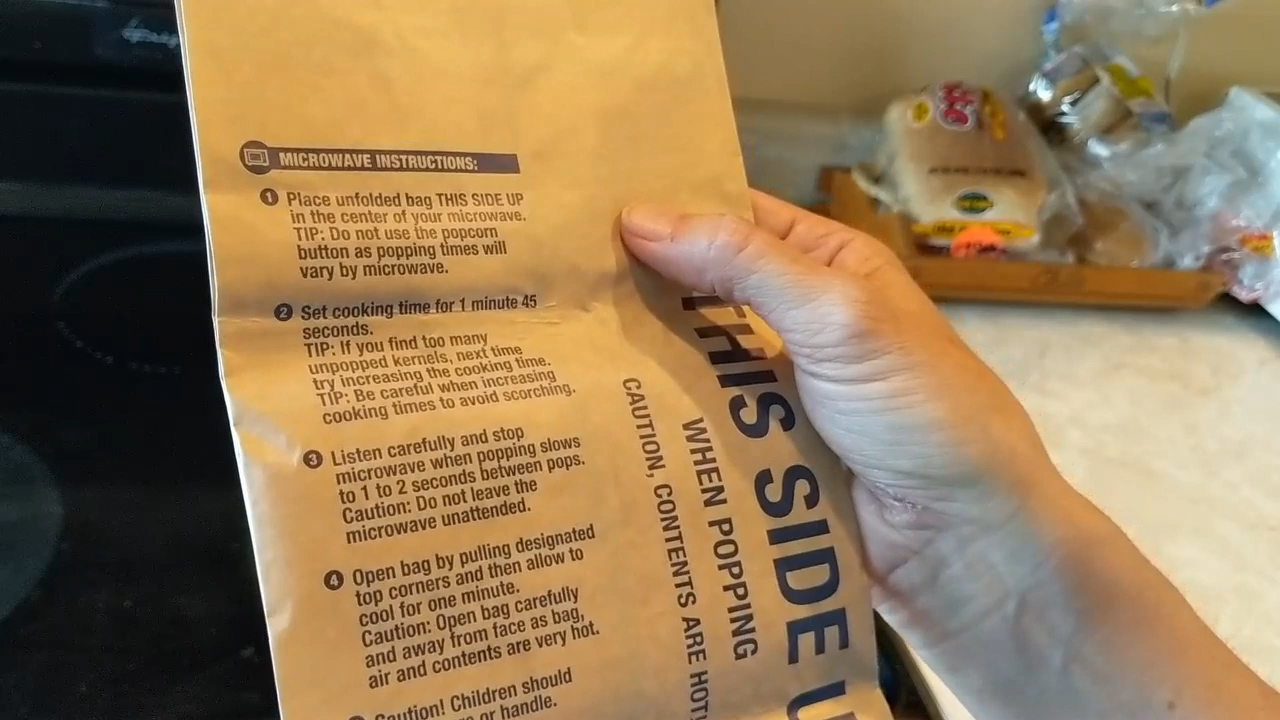 MICROWAVE INSTRUCTIONS:
1 Place unfolded bag THIS SIDE UP
in the center of your microwave.
TIP: Do not use the popcorn
button as popping times will
vary by microwave.
2 Set cooking time for 1 minute 45
seconds.
TIP: If you find too many
unpopped kernels, next time
try increasing the cooking time.
TIP: Be careful when increasing
cooking times to avoid scorching.
3 Listen carefully and stop
microwave when popping slows
to 1 to 2 seconds between pops.
Caution: Do not leave the
microwave unattended.
4 Open bag by pulling designated
top corners and then allow to
cool for one minute.
Caution: Open bag carefully
and away from face as bag,
air and contents are very hot.
Caution! Children should
or handle.
THIS SIDE U
WHEN POPPING
CAUTION, CONTENTS ARE HOT!